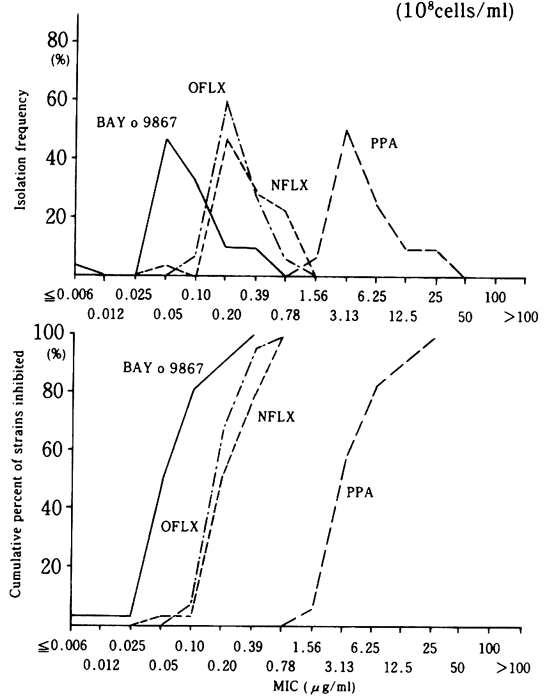 (10⁸cells/ml)
80
(%)
60
40
20
Isolation frequency
OFLX
BAY o 9867
NFLX
PPA
≦0.006 0.025 0.10 0.39 1.56 6.25 25 100
0.012 0.05 0.20 0.78 3.13 12.5 50 >100
100
(%)
80
60
40
20
Cumulative percent of strains inhibited
BAY o 9867
NFLX
OFLX
PPA
≦0.006 0.025 0.10 0.39 1.56 6.25 25 100
0.012 0.05 0.20 0.78 3.13 12.5 50 >100
MIC (μg/ml)